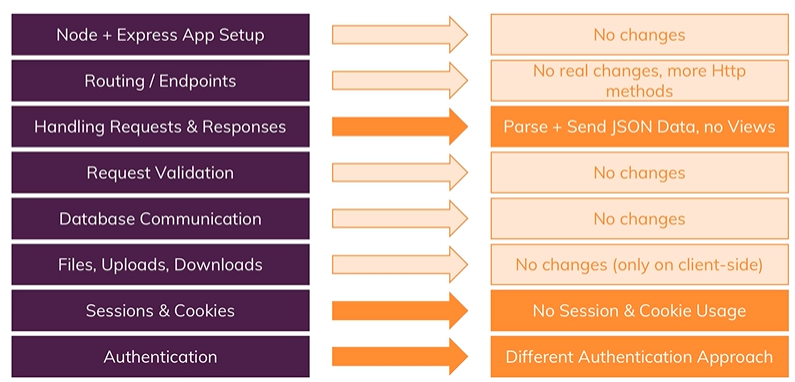 Node + Express App Setup
No changes
Routing / Endpoints
No real changes, more Http
methods
Handling Requests & Responses
Parse + Send JSON Data, no Views
Request Validation
No changes
Database Communication
No changes
Files, Uploads, Downloads
No changes (only on client-side)
Sessions & Cookies
No Session & Cookie Usage
Authentication
Different Authentication Approach